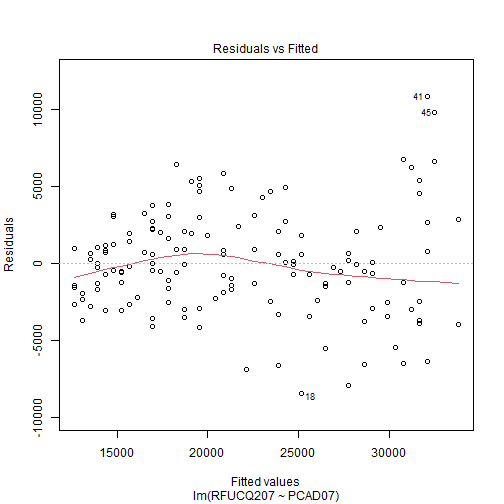 Residuals vs Fitted
Residuals
10000
5000
0
-5000
-10000
41
45
18
15000 20000 25000 30000
Fitted values
lm(RFUCQ207 ~ PCAD07)